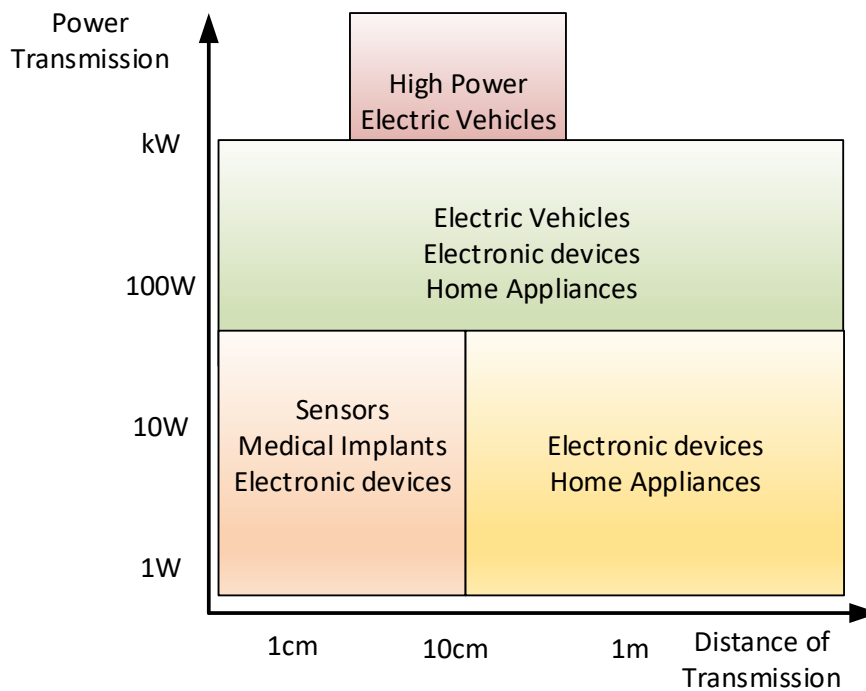 Power
Transmission
High Power
Electric Vehicles
kW
Electric Vehicles
Electronic devices
Home Appliances
100W
Sensors
Medical Implants
Electronic devices
10W
Electronic devices
Home Appliances
1W
1cm
10cm
1m
Distance of
Transmission